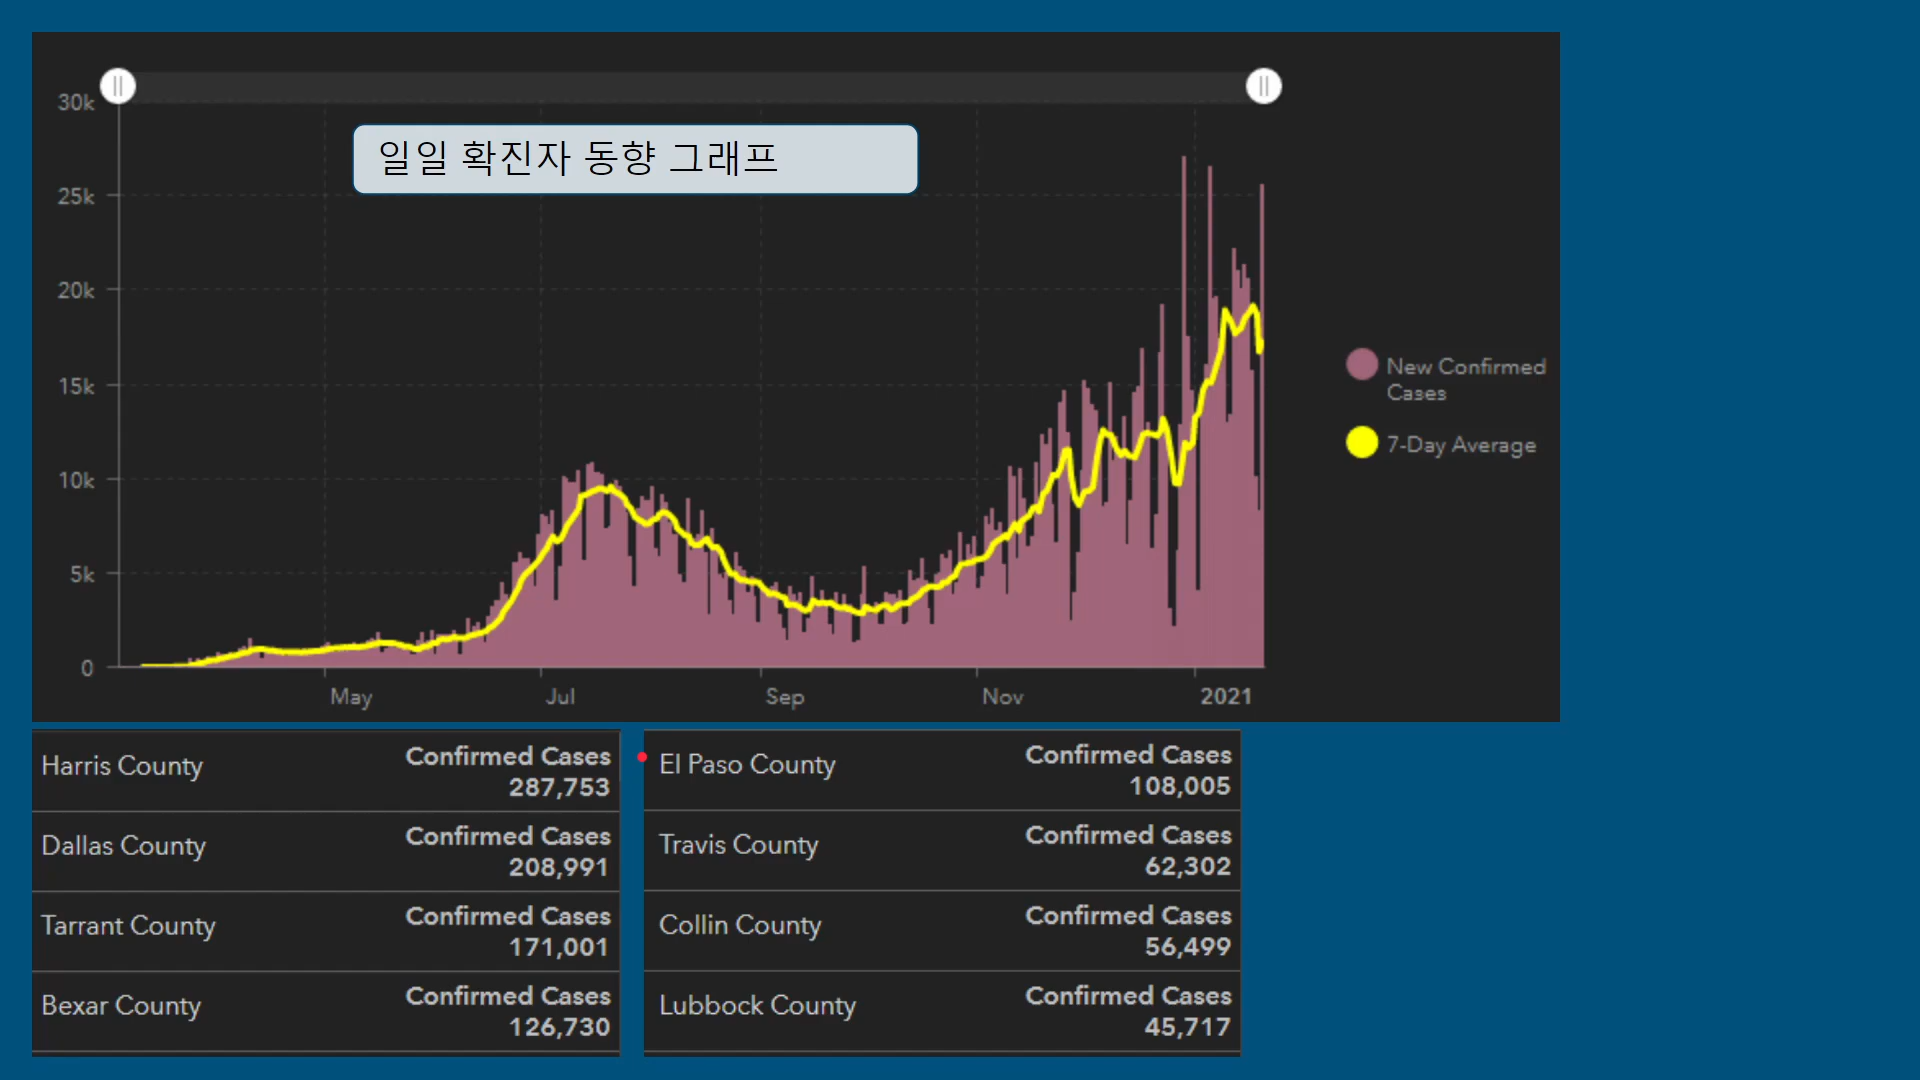 30k
일일 확진자 동향 그래프
25k
20k
15k
10k
5k
0
May
Jul
Sep
Nov
2021
New Confirmed
Cases
7-Day Average
Harris County
Confirmed Cases
287,753
Dallas County
Confirmed Cases
208,991
Tarrant County
Confirmed Cases
171,001
Bexar County
Confirmed Cases
126,730
El Paso County
Confirmed Cases
108,005
Travis County
Confirmed Cases
62,302
Collin County
Confirmed Cases
56,499
Lubbock County
Confirmed Cases
45,717